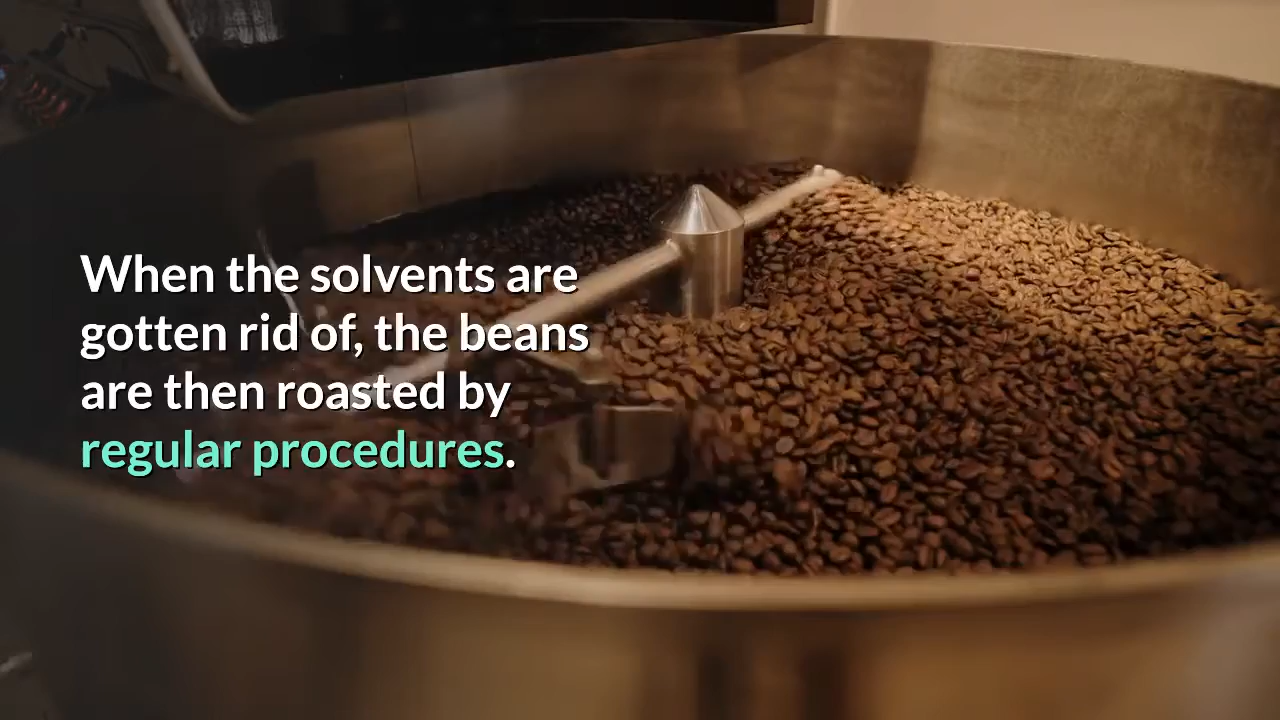 When the solvents are
gotten rid of, the beans
are then roasted by
regular procedures.